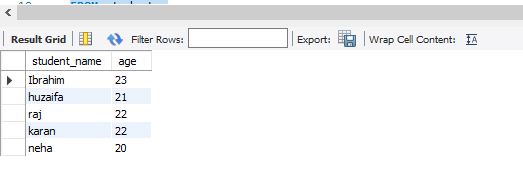 Result Grid Filter Rows: Export: Wrap Cell Content:
student_name age
Ibrahim 23
huzaifa 21
raj 22
karan 22
neha 20